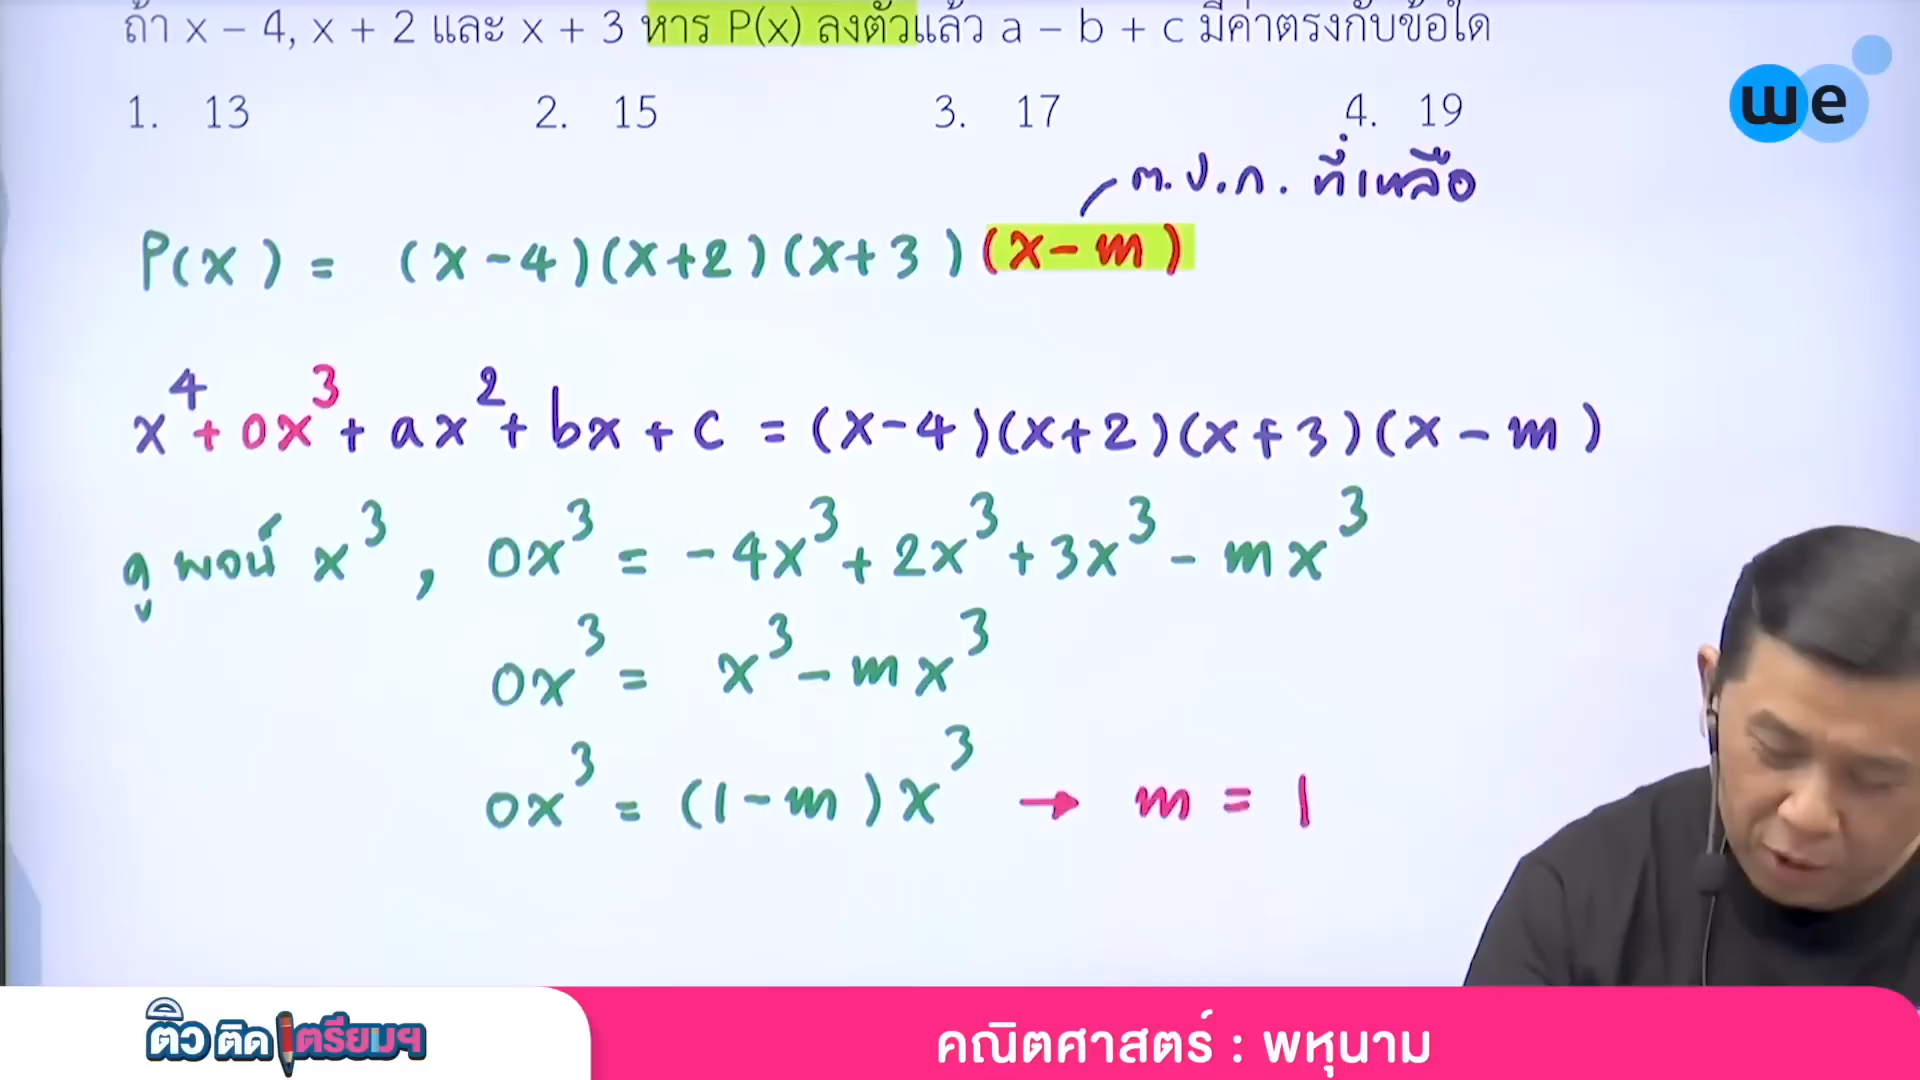 ถ้า x – 4, x + 2 และ x + 3 หาร P(x) ลงตัวแล้ว a – b + c มีค่าตรงกับข้อใด
1. 13 2. 15 3. 17 4. 19
we
ต.ป.ก. ที่เหลือ
P(x) = (x-4)(x+2)(x+3)(x-m)
x⁴+0x³+ax²+bx+c = (x-4)(x+2)(x+3)(x-m)
ดูพจน์ x³, 0x³ = -4x³+2x³+3x³-mx³
0x³ = x³-mx³
0x³ = (1-m)x³ → m = 1
ติวติดเตรียมฯ
คณิตศาสตร์ : พหุนาม